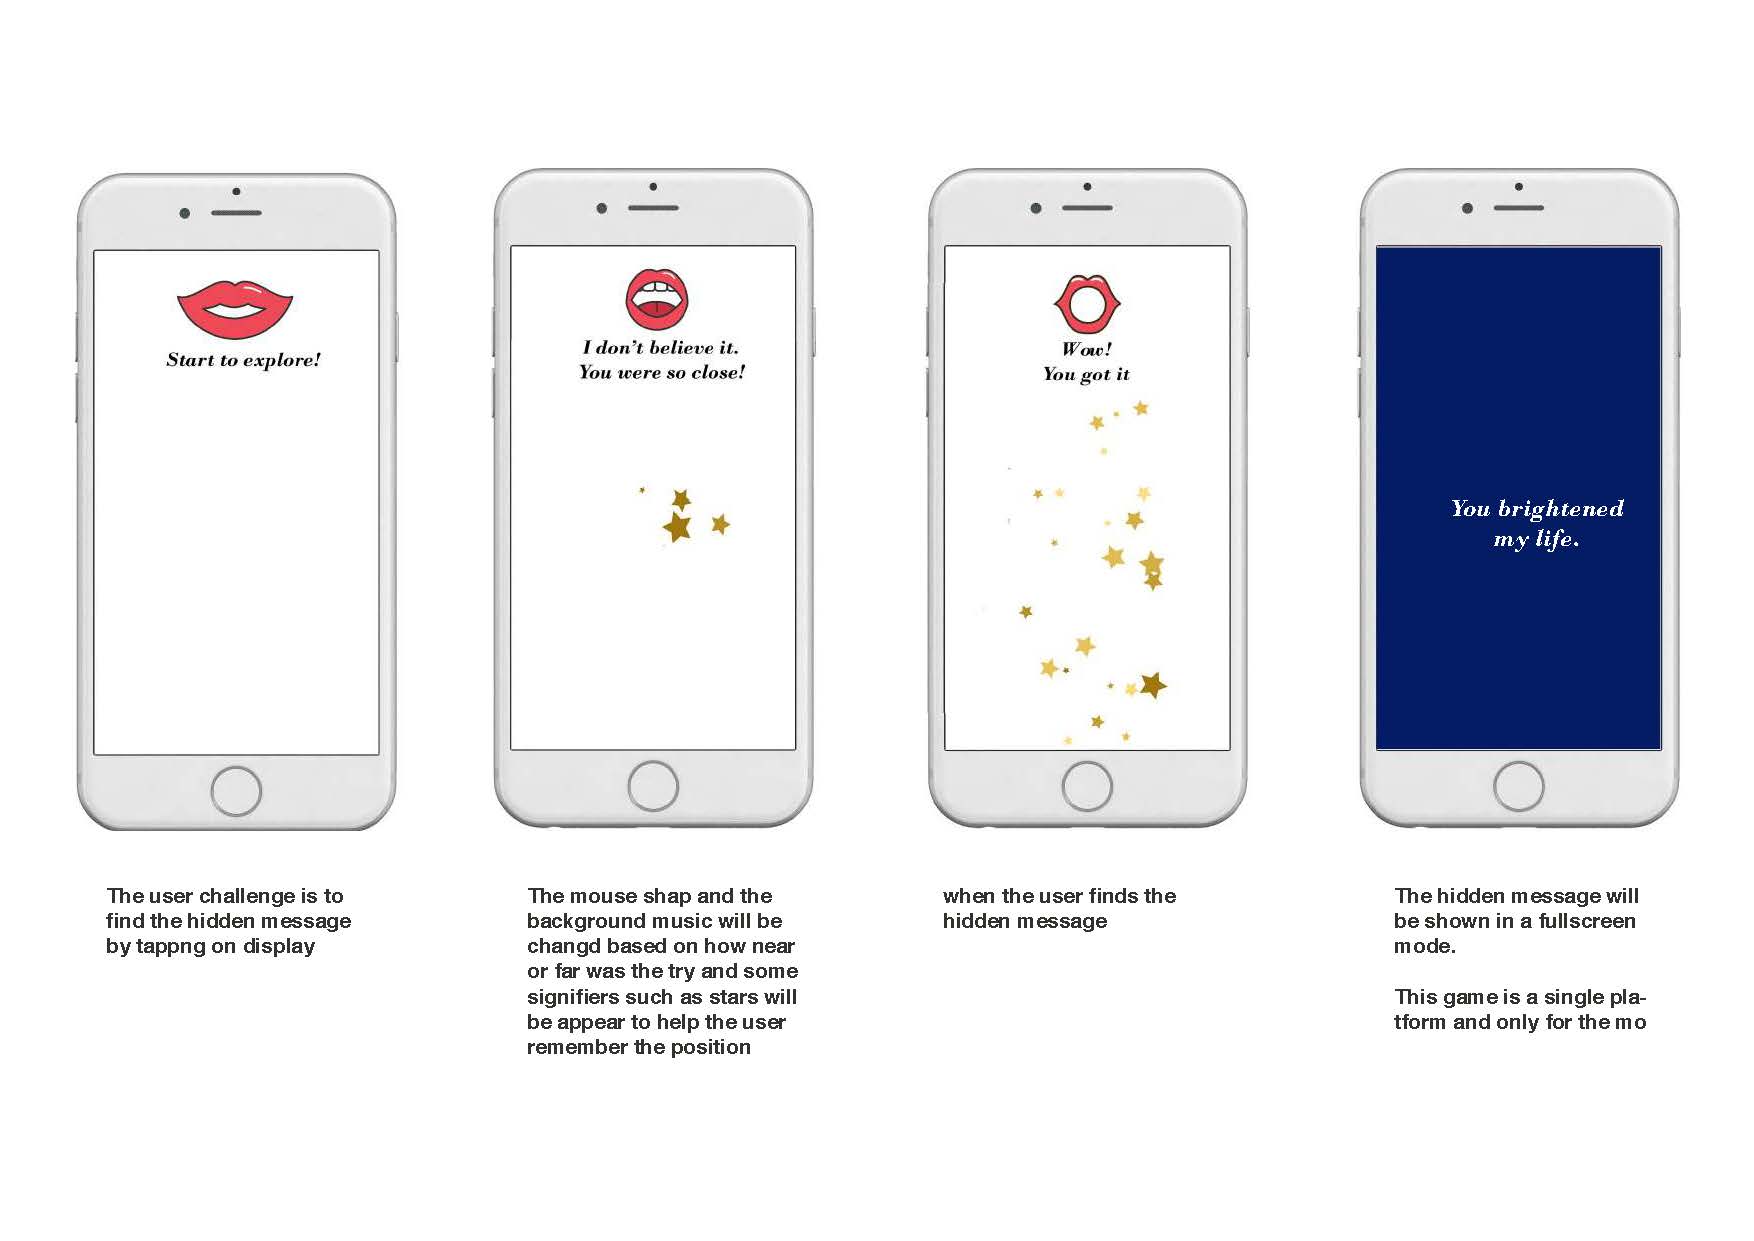 Start to explore!
I don't believe it.
You were so close!
Wow!
You got it
You brightened
my life.
The user challenge is to
find the hidden message
by tappng on display
The mouse shap and the
background music will be
changd based on how near
or far was the try and some
signifiers such as stars will
be appear to help the user
remember the position
when the user finds the
hidden message
The hidden message will
be shown in a fullscreen
mode.
This game is a single pla-
tform and only for the mo